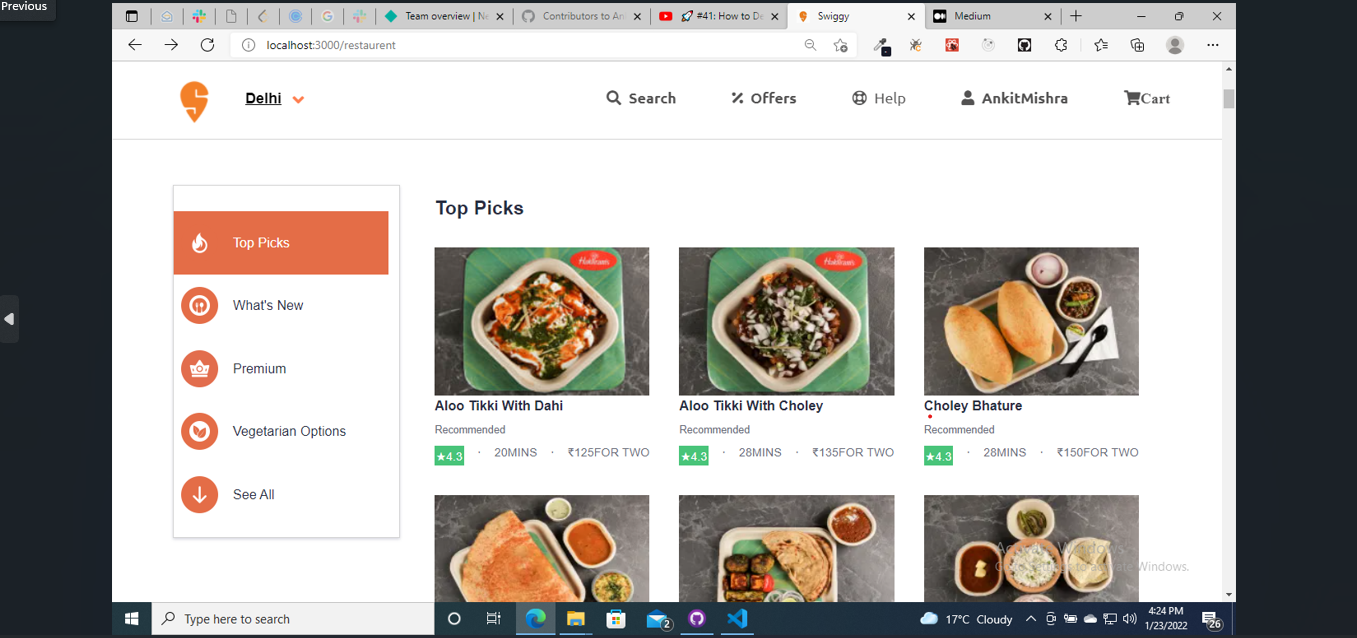 Previous
Team overview | Ne
Contributors to An
#41: How to De
Swiggy
Medium
localhost:3000/restaurent
Delhi
Search
Offers
Help
AnkitMishra
Cart
Top Picks
What's New
Premium
Vegetarian Options
See All
Top Picks
Haldiram's
Haldiram's
Aloo Tikki With Dahi
Aloo Tikki With Choley
Choley Bhature
Recommended
Recommended
Recommended
★4.3 · 20MINS · ₹125FOR TWO
★4.3 · 28MINS · ₹135FOR TWO
★4.3 · 28MINS · ₹150FOR TWO
Activate Windows
Go to Settings to activate Windows.
Type here to search
2
17°C Cloudy
4:24 PM
1/23/2022
26